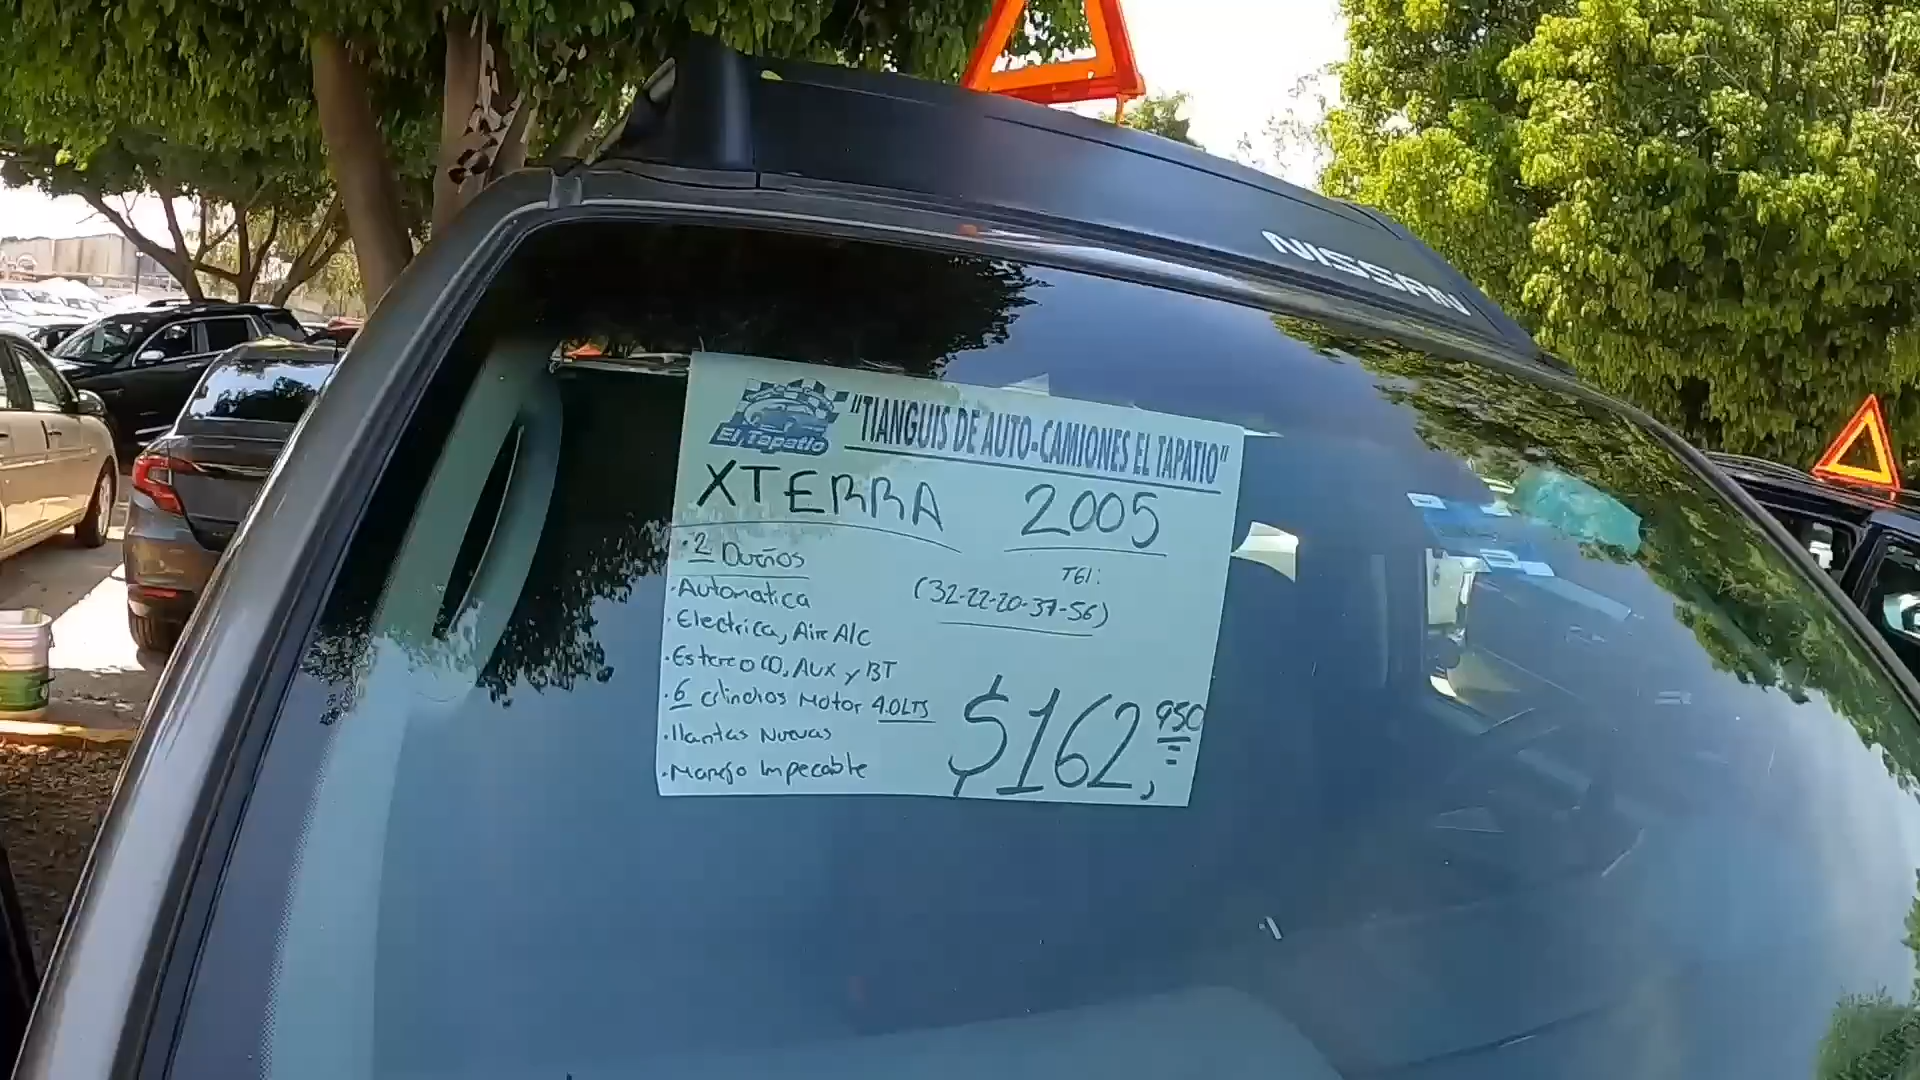 NISSAN
El Tapatío
"TIANGUIS DE AUTO-CAMIONES EL TAPATIO"
XTERRA 2005
· 2 Dueños
· Automatica
· Electrica, Aire A/C
· Estereo CD, AUX y BT
· 6 cilindros Motor 4.0LTS
· llantas Nuevas
· Manejo Impecable
Tel:
(32-22-20-37-56)
$162,950